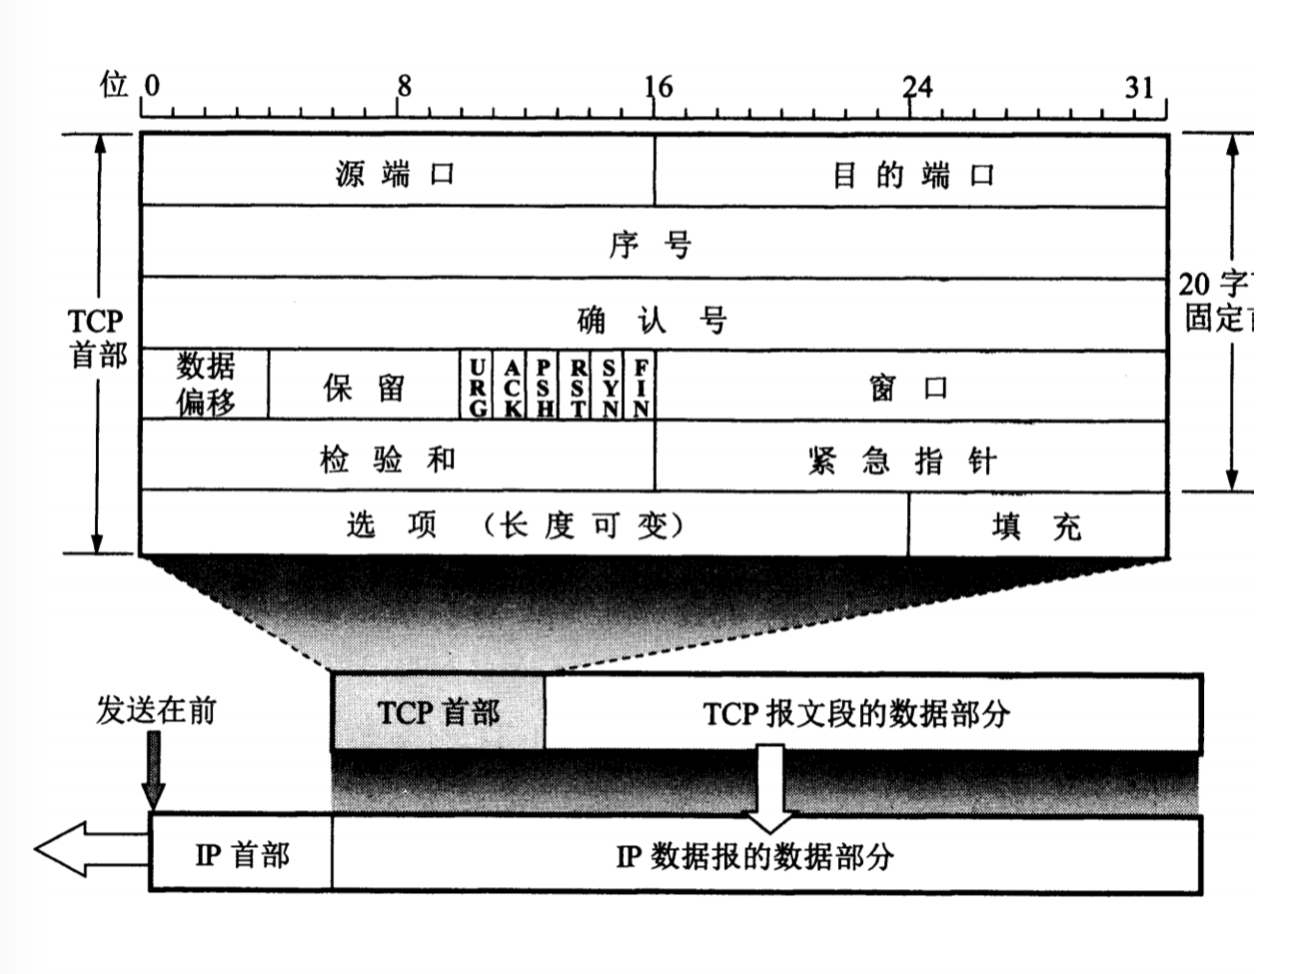 位 0 8 16 24 31
源端口 目的端口
序号
20字
确认号
固定
TCP
首部
数据
偏移
保留
URG
ACK
PSH
RST
SYN
FIN
窗口
检验和 紧急指针
选项 (长度可变) 填充
发送在前
TCP 首部 TCP 报文段的数据部分
IP 首部 IP 数据报的数据部分